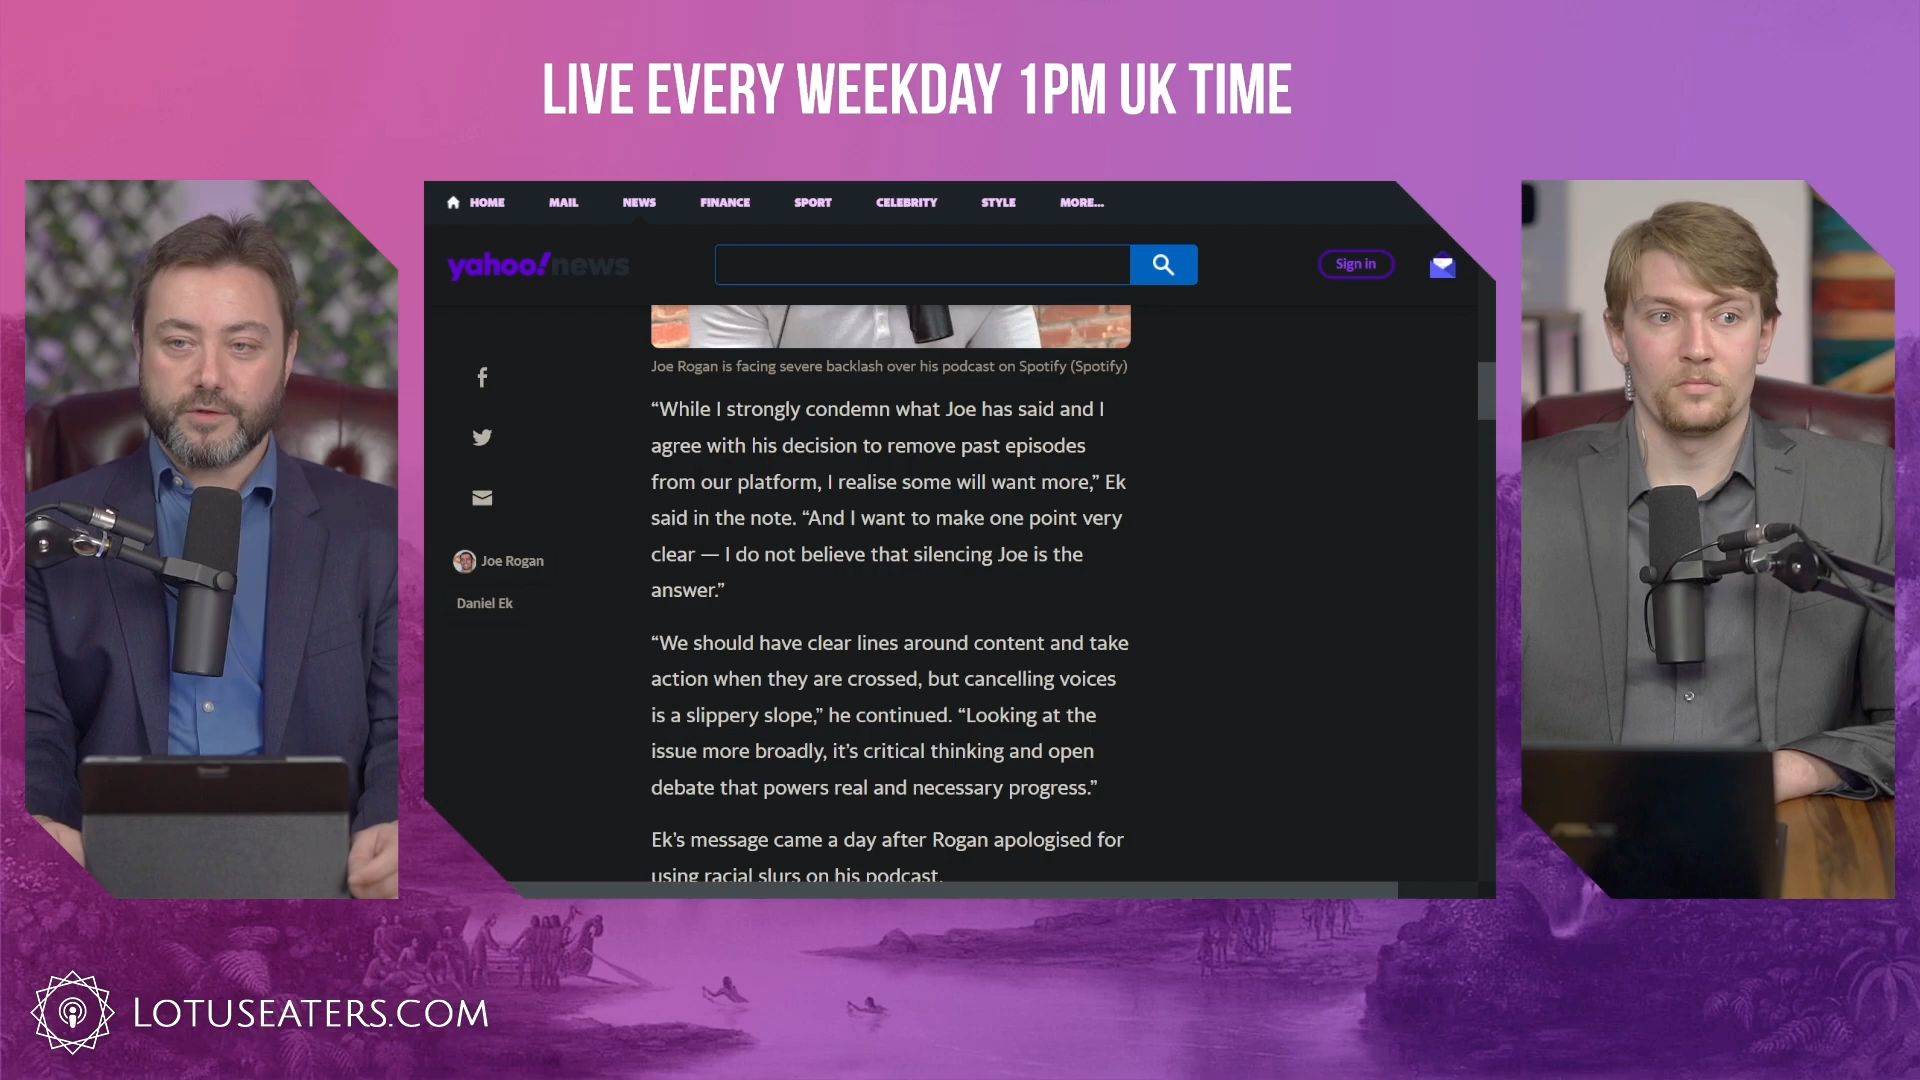 LIVE EVERY WEEKDAY 1PM UK TIME
HOME MAIL NEWS FINANCE SPORT CELEBRITY STYLE MORE...
yahoo!news
Sign in
Joe Rogan is facing severe backlash over his podcast on Spotify (Spotify)
“While I strongly condemn what Joe has said and I
agree with his decision to remove past episodes
from our platform, I realise some will want more,” Ek
said in the note. “And I want to make one point very
clear — I do not believe that silencing Joe is the
answer.”
Joe Rogan
Daniel Ek
“We should have clear lines around content and take
action when they are crossed, but cancelling voices
is a slippery slope,” he continued. “Looking at the
issue more broadly, it’s critical thinking and open
debate that powers real and necessary progress.”
Ek’s message came a day after Rogan apologised for
using racial slurs on his podcast.
LOTUSEATERS.COM